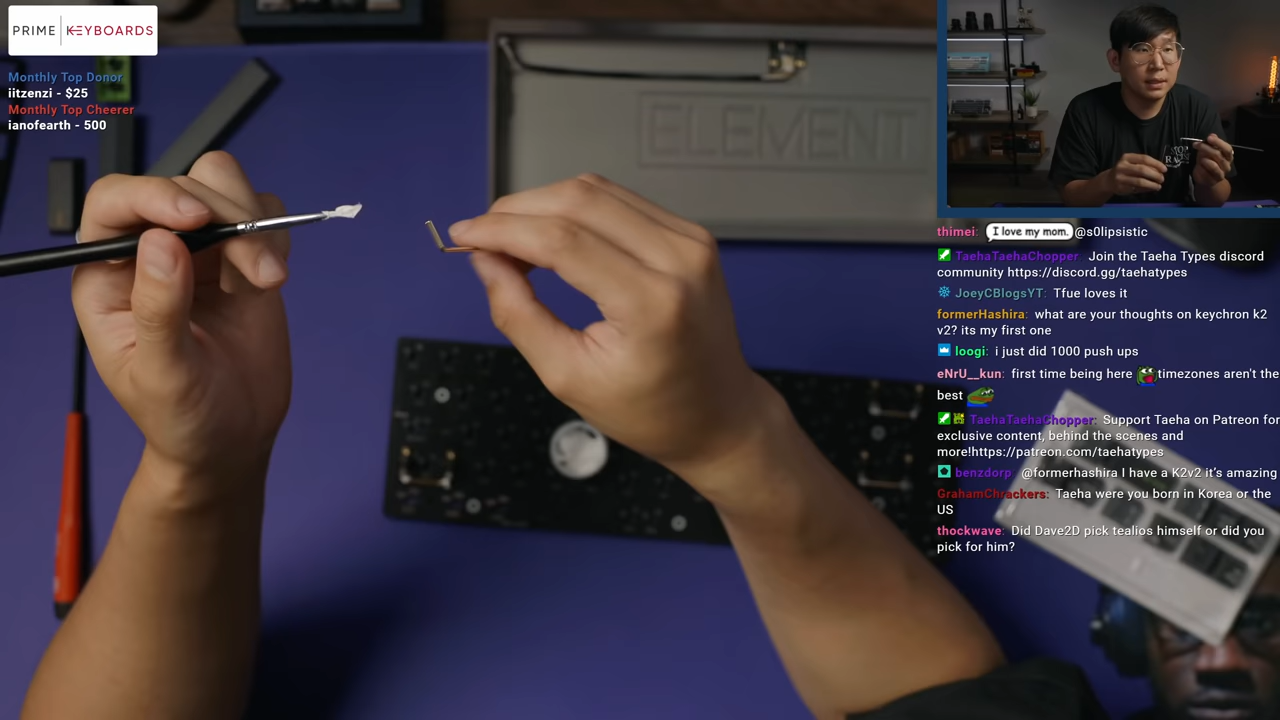 PRIME | KEYBOARDS
Monthly Top Donor
iitzenzi - $25
Monthly Top Cheerer
ianofearth - 500
ELEMENT
thimei: I love my mom. @s0lipsistic
TaehaTaehaChopper: Join the Taeha Types discord
community https://discord.gg/taehatypes
JoeyCBlogsYT: Tfue loves it
formerHashira: what are your thoughts on keychron k2
v2? its my first one
loogi: i just did 1000 push ups
eNrU__kun: first time being here timezones aren't the
best
TaehaTaehaChopper: Support Taeha on Patreon for
exclusive content, behind the scenes and
more!https://patreon.com/taehatypes
benzdorp: @formerhashira I have a K2v2 it's amazing
GrahamChrackers: Taeha were you born in Korea or the
US
thockwave: Did Dave2D pick tealios himself or did you
pick for him?